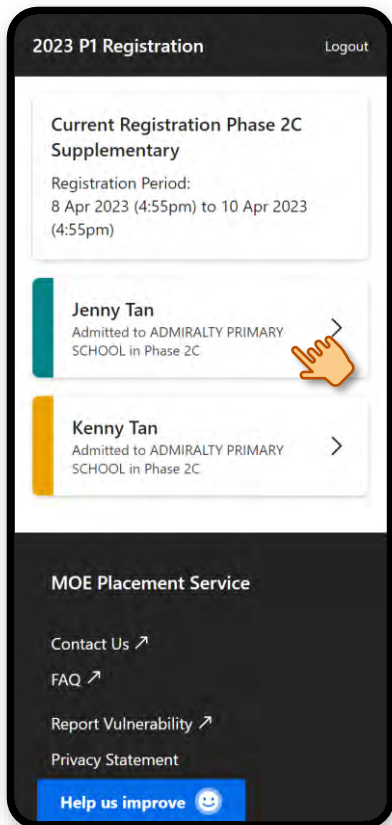 2023 P1 Registration
Logout
Current Registration Phase 2C
Supplementary
Registration Period:
8 Apr 2023 (4:55pm) to 10 Apr 2023
(4:55pm)
Jenny Tan
Admitted to ADMIRALTY PRIMARY
SCHOOL in Phase 2C
Kenny Tan
Admitted to ADMIRALTY PRIMARY
SCHOOL in Phase 2C
MOE Placement Service
Contact Us ↗
FAQ ↗
Report Vulnerability ↗
Privacy Statement
Help us improve